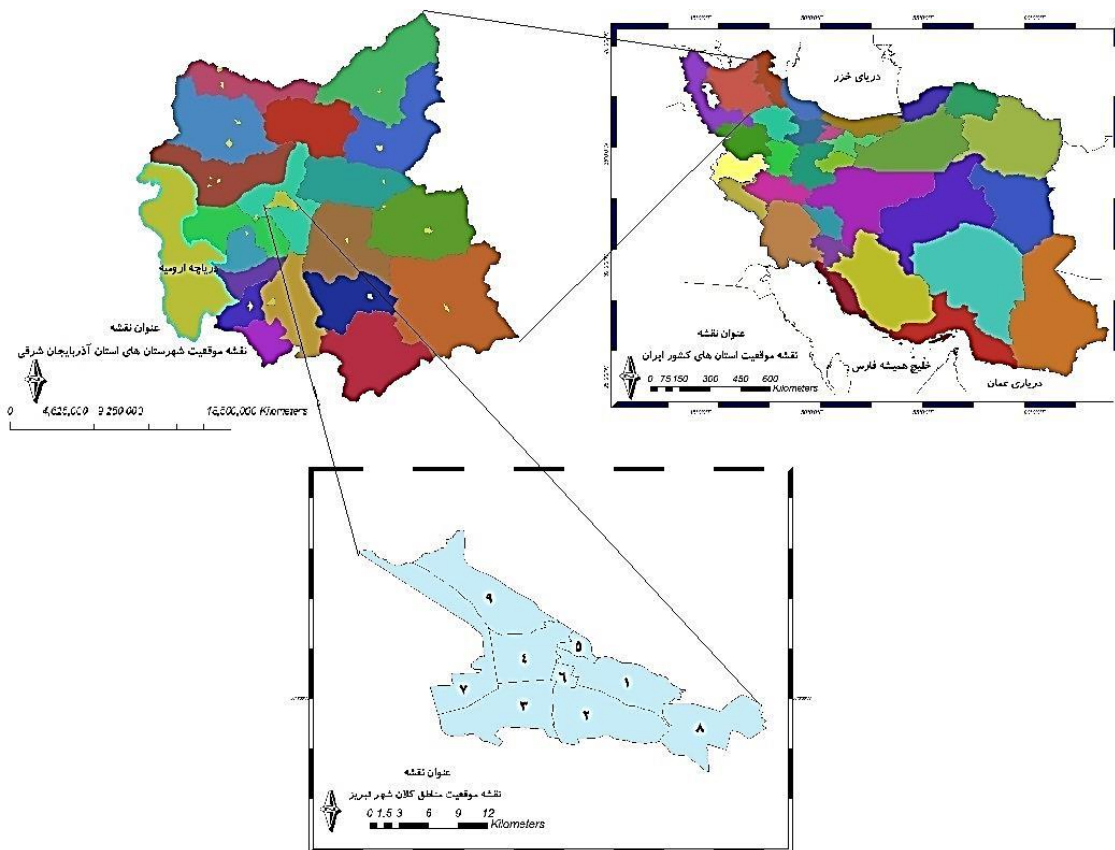 دریاچه ارومیه
عنوان نقشه
نقشه موقعیت شهرستان های استان آذربایجان شرقی
0 4,625,000 9,250,000 18,500,000 Kilometers
دریای خزر
عنوان نقشه
نقشه موقعیت استان های کشور ایران
0 75 150 300 450 600
Kilometers
خلیج همیشه فارس
دریای عمان
۹
۵
۴
۶
۱
۷
۳
۲
۸
عنوان نقشه
نقشه موقعیت مناطق کلان شهر تبریز
0 1.5 3 6 9 12
Kilometers